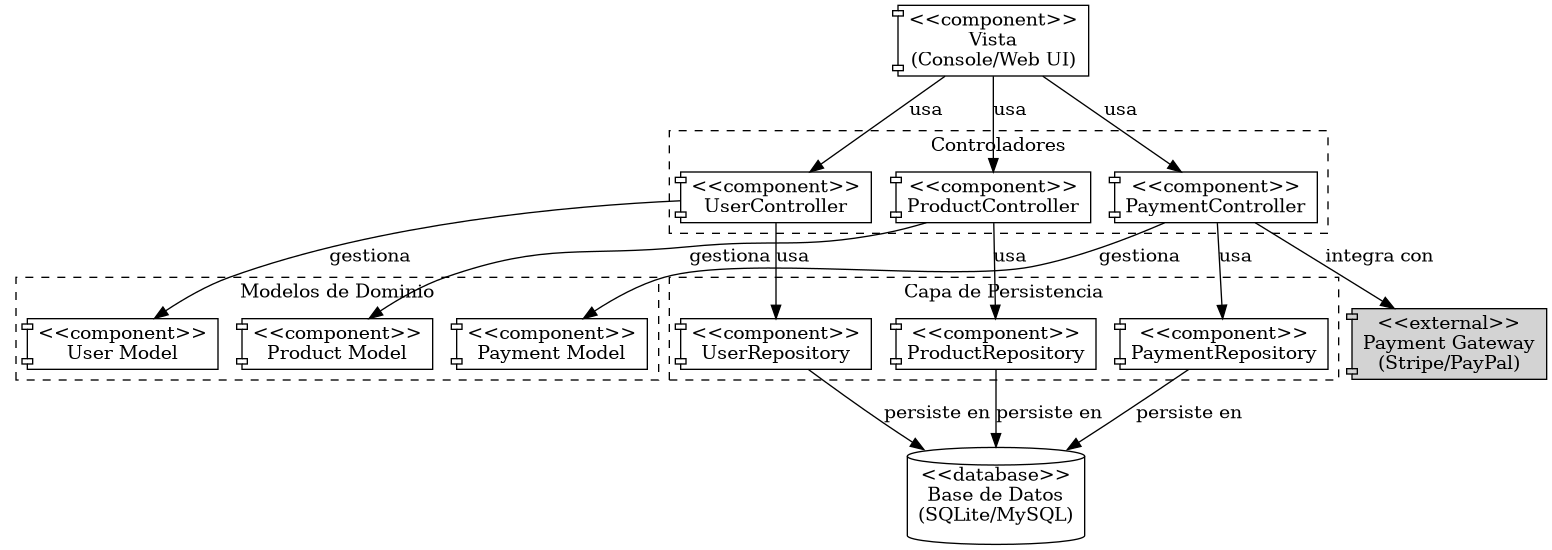 <<component>>
Vista
(Console/Web UI)
usa
usa
usa
Controladores
<<component>>
UserController
<<component>>
ProductController
<<component>>
PaymentController
gestiona
gestiona
usa
usa
gestiona
usa
integra con
Modelos de Dominio
Capa de Persistencia
<<component>>
User Model
<<component>>
Product Model
<<component>>
Payment Model
<<component>>
UserRepository
<<component>>
ProductRepository
<<component>>
PaymentRepository
<<external>>
Payment Gateway
(Stripe/PayPal)
persiste en
persiste en
persiste en
<<database>>
Base de Datos
(SQLite/MySQL)